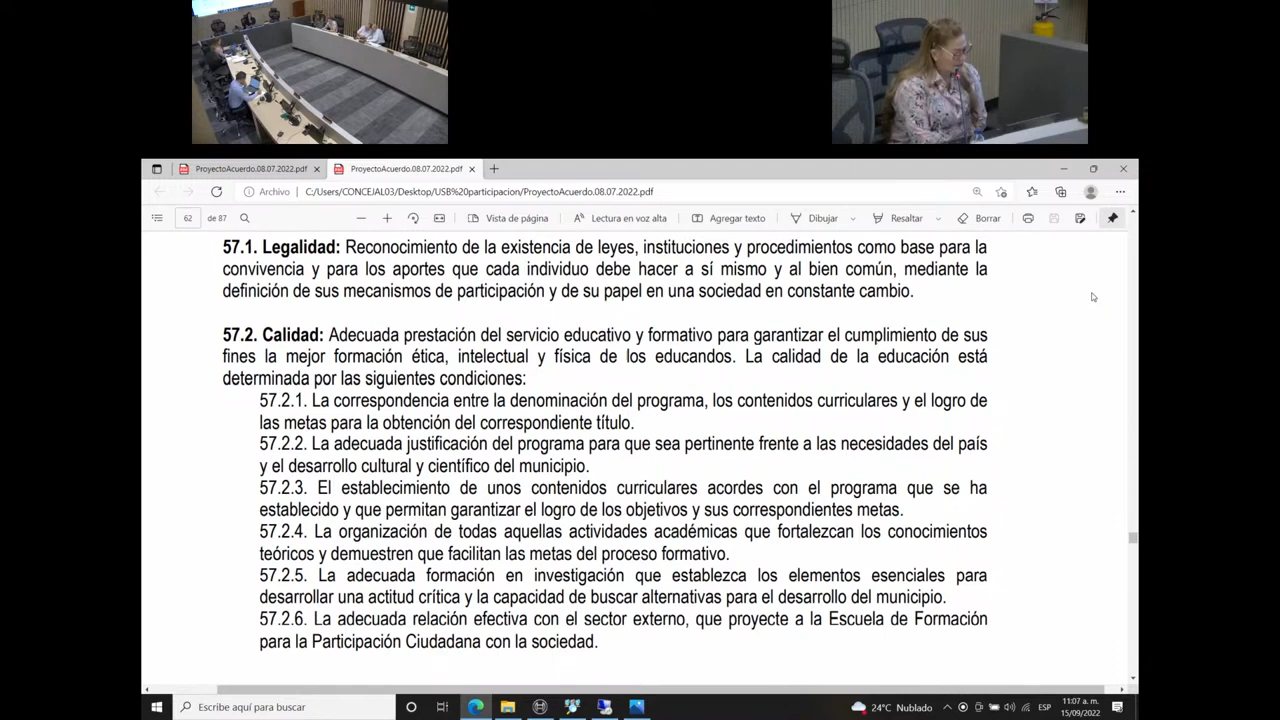 ProyectoAcuerdo.08.07.2022.pdf
ProyectoAcuerdo.08.07.2022.pdf
Archivo
C:/Users/CONCEJAL03/Desktop/USB%20participacion/ProyectoAcuerdo.08.07.2022.pdf
62 de 87
Vista de página
Lectura en voz alta
Agregar texto
Dibujar
Resaltar
Borrar
57.1. Legalidad: Reconocimiento de la existencia de leyes, instituciones y procedimientos como base para la
convivencia y para los aportes que cada individuo debe hacer a sí mismo y al bien común, mediante la
definición de sus mecanismos de participación y de su papel en una sociedad en constante cambio.
57.2. Calidad: Adecuada prestación del servicio educativo y formativo para garantizar el cumplimiento de sus
fines la mejor formación ética, intelectual y física de los educandos. La calidad de la educación está
determinada por las siguientes condiciones:
57.2.1. La correspondencia entre la denominación del programa, los contenidos curriculares y el logro de
las metas para la obtención del correspondiente título.
57.2.2. La adecuada justificación del programa para que sea pertinente frente a las necesidades del país
y el desarrollo cultural y científico del municipio.
57.2.3. El establecimiento de unos contenidos curriculares acordes con el programa que se ha
establecido y que permitan garantizar el logro de los objetivos y sus correspondientes metas.
57.2.4. La organización de todas aquellas actividades académicas que fortalezcan los conocimientos
teóricos y demuestren que facilitan las metas del proceso formativo.
57.2.5. La adecuada formación en investigación que establezca los elementos esenciales para
desarrollar una actitud crítica y la capacidad de buscar alternativas para el desarrollo del municipio.
57.2.6. La adecuada relación efectiva con el sector externo, que proyecte a la Escuela de Formación
para la Participación Ciudadana con la sociedad.
Escribe aquí para buscar
24°C Nublado
ESP
11:07 a. m.
15/09/2022